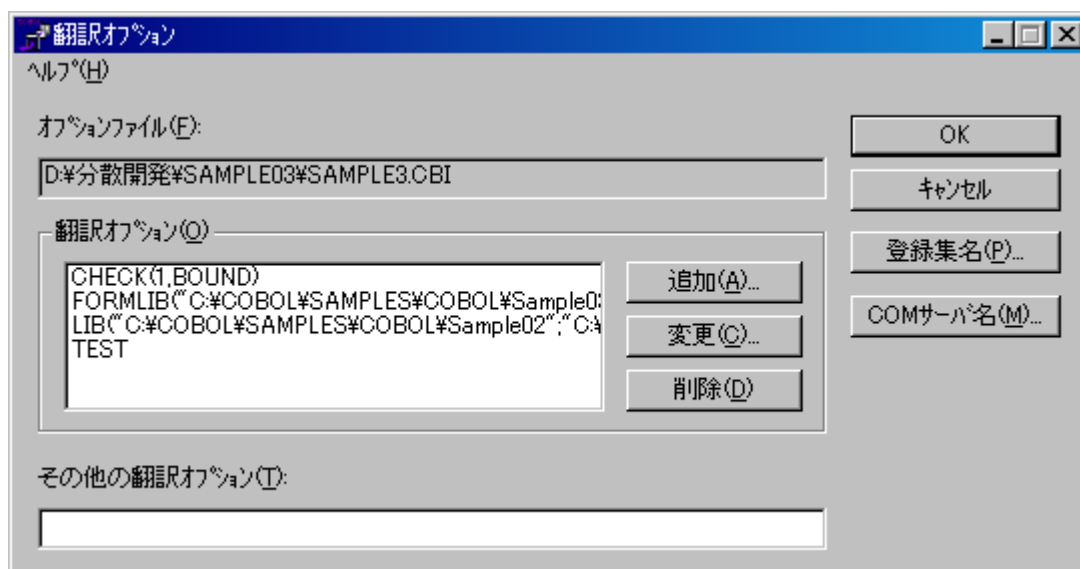 翻訳オプション
ヘルプ(H)
オプションファイル(F):
D:¥分散開発¥SAMPLE03¥SAMPLE3.CBI
翻訳オプション(O)
CHECK(1,BOUND)
FORMLIB("C:¥COBOL¥SAMPLES¥COBOL¥Sample0
LIB("C:¥COBOL¥SAMPLES¥COBOL¥Sample02";"C:¥
TEST
追加(A)...
変更(C)...
削除(D)
その他の翻訳オプション(T):
OK
キャンセル
登録集名(P)...
COMサーバ名(M)...